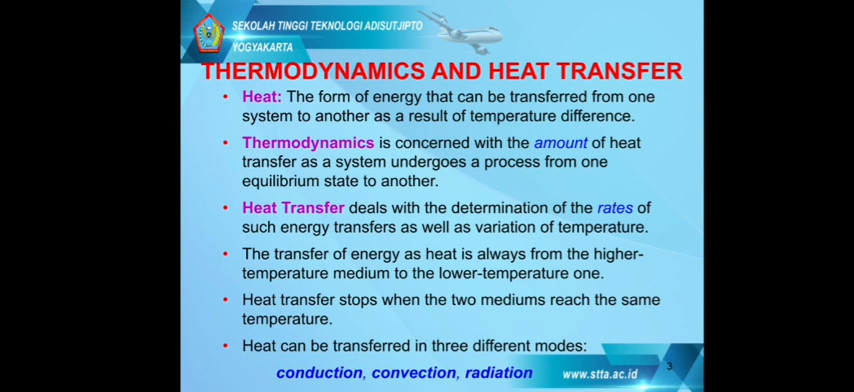 SEKOLAH TINGGI TEKNOLOGI ADISUTJIPTO
YOGYAKARTA
THERMODYNAMICS AND HEAT TRANSFER
• Heat: The form of energy that can be transferred from one
system to another as a result of temperature difference.
• Thermodynamics is concerned with the amount of heat
transfer as a system undergoes a process from one
equilibrium state to another.
• Heat Transfer deals with the determination of the rates of
such energy transfers as well as variation of temperature.
• The transfer of energy as heat is always from the higher-
temperature medium to the lower-temperature one.
• Heat transfer stops when the two mediums reach the same
temperature.
• Heat can be transferred in three different modes:
conduction, convection, radiation
www.stta.ac.id
3